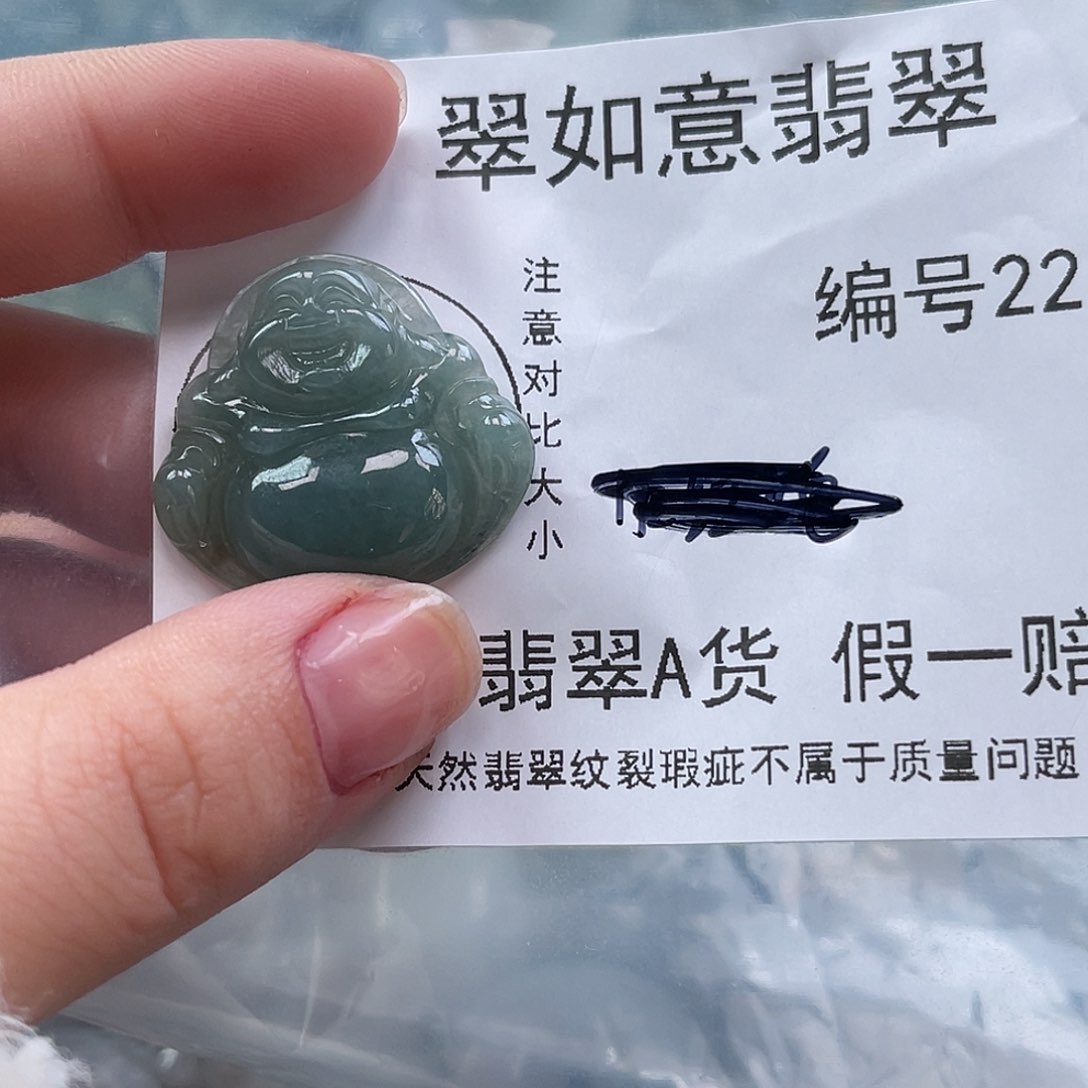 翠如意翡翠
编号22
注意对比大小
翡翠A货 假一赔
天然翡翠纹裂瑕疵不属于质量问题